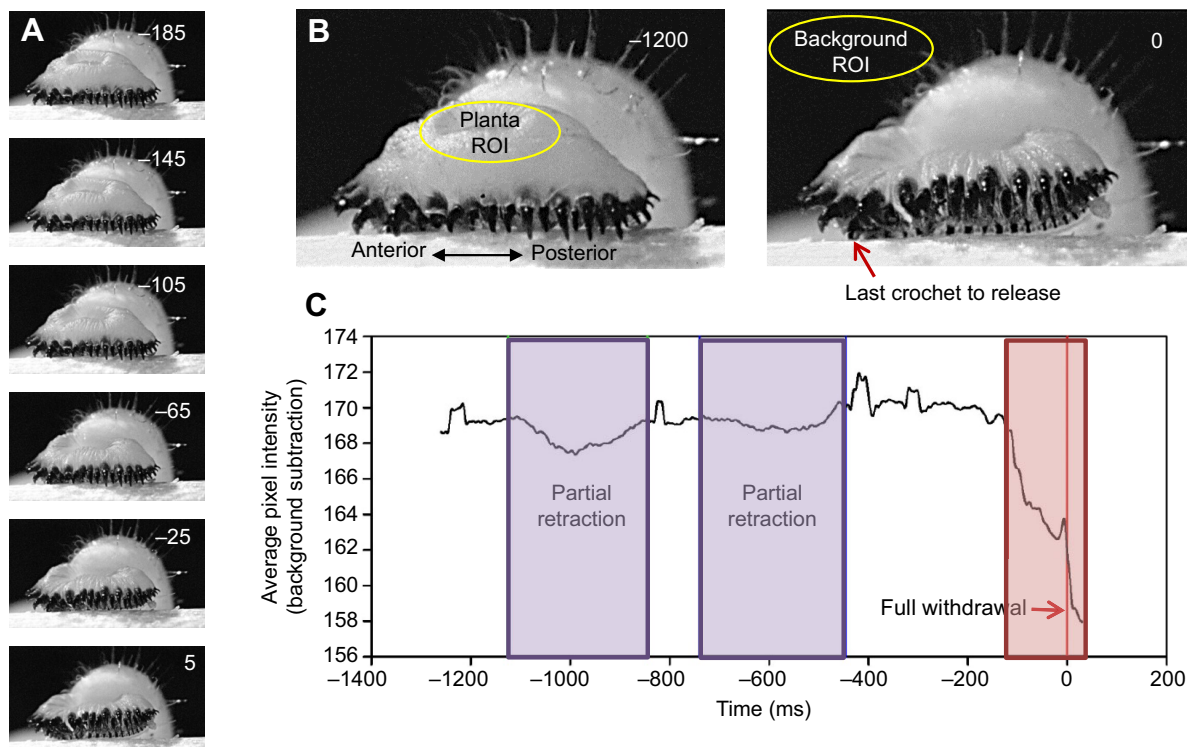 A
–185
–145
–105
–65
–25
5
B
–1200
Planta
ROI
Anterior
Posterior
Background
ROI
0
Last crochet to release
C
Average pixel intensity
(background subtraction)
174
172
170
168
166
164
162
160
158
156
Partial
retraction
Partial
retraction
Full withdrawal
–1400
–1200
–1000
–800
–600
–400
–200
0
200
Time (ms)